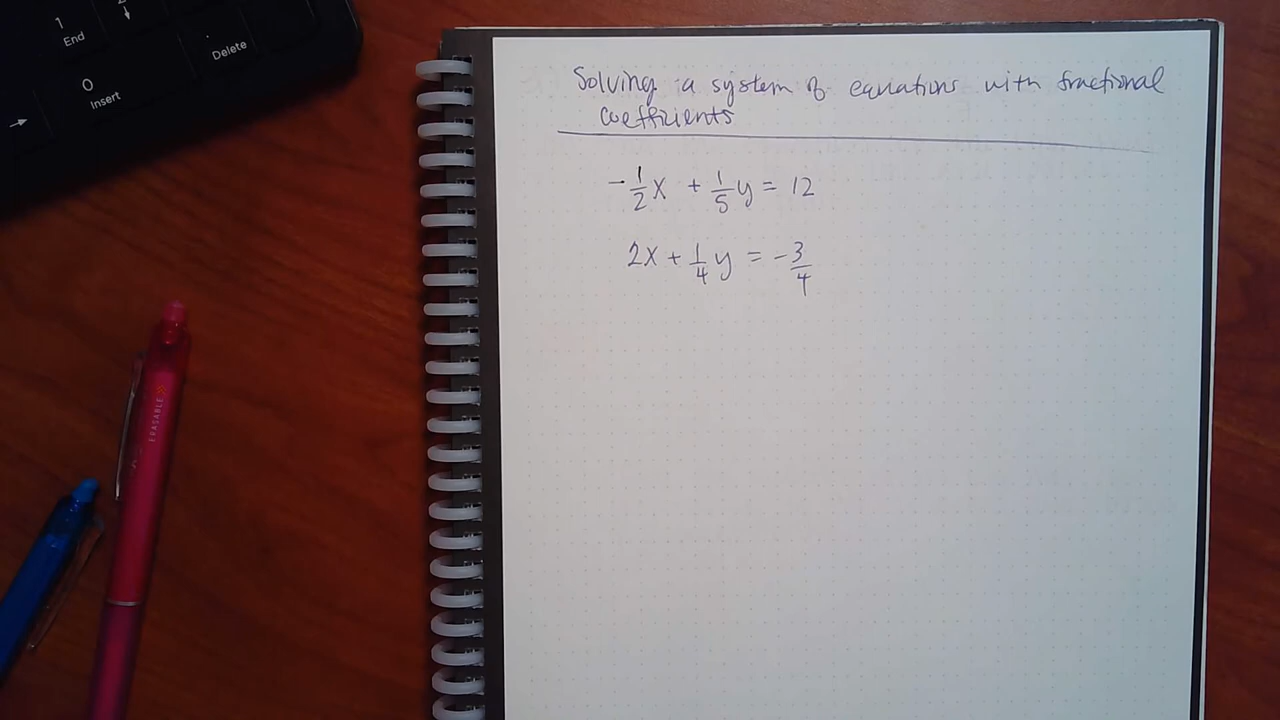 1
End
Delete
0
Insert
ERASABLE
Solving a system of equations with fractional
coefficients
-1/2 x + 1/5 y = 12
2x + 1/4 y = -3/4